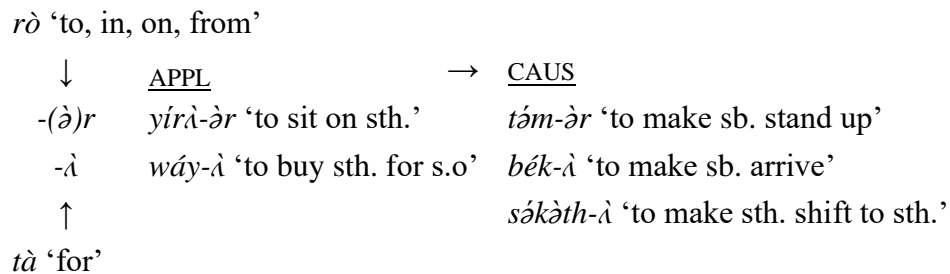 rò ‘to, in, on, from’
↓ APPL → CAUS
-(ə̀)r yírʌ̀-ə̀r ‘to sit on sth.’ tə́m-ə̀r ‘to make sb. stand up’
-ʌ̀ wáy-ʌ̀ ‘to buy sth. for s.o’ bék-ʌ̀ ‘to make sb. arrive’
↑ sə́kə̀th-ʌ̀ ‘to make sth. shift to sth.’
tà ‘for’